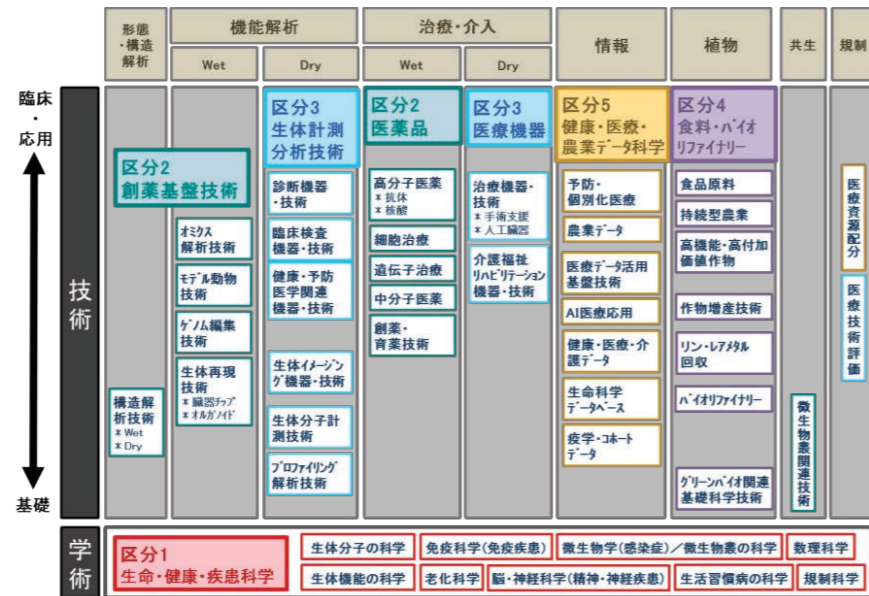 形態
・構造
解析
機能解析
治療・介入
情報
植物
共生
規制
Wet
Dry
Wet
Dry
臨床
・
応用
基礎
技術
区分2
創薬基盤技術
区分3
生体計測
分析技術
区分2
医薬品
区分3
医療機器
区分5
健康・医療・
農業ﾃﾞｰﾀ科学
区分4
食料・ﾊﾞｲｵ
ﾘﾌｧｲﾅﾘｰ
構造解
析技術
* Wet
* Dry
ｵﾐｸｽ
解析技術
ﾓﾃﾞﾙ動物
技術
ｹﾞﾉﾑ編集
技術
生体再現
技術
* 臓器ﾁｯﾌﾟ
* ｵﾙｶﾞﾉｲﾄﾞ
診断機器
・技術
臨床検査
機器・技術
健康・予防
医学関連
機器・技術
生体ｲﾒｰｼﾞﾝ
ｸﾞ機器・技術
生体分子計
測技術
ﾌﾟﾛﾌｧｲﾘﾝｸﾞ
解析技術
高分子医薬
* 抗体
* 核酸
細胞治療
遺伝子治療
中分子医薬
創薬・
育薬技術
治療機器・
技術
* 手術支援
* 人工臓器
介護福祉
ﾘﾊﾋﾞﾘﾃｰｼｮﾝ
機器・技術
予防・
個別化医療
農業ﾃﾞｰﾀ
医療ﾃﾞｰﾀ活用
基盤技術
AI医療応用
健康・医療・介
護ﾃﾞｰﾀ
生命科学
ﾃﾞｰﾀﾍﾞｰｽ
疫学・ｺﾎｰﾄ
ﾃﾞｰﾀ
食品原料
持続型農業
高機能・高付加
価値作物
作物増産技術
ﾘﾝ・ﾚｱﾒﾀﾙ
回収
ﾊﾞｲｵﾘﾌｧｲﾅﾘｰ
ｸﾞﾘｰﾝﾊﾞｲｵ関連
基礎科学技術
微生物叢関連技術
医療資源配分
医療技術評価
学術
区分1
生命・健康・疾患科学
生体分子の科学
免疫科学(免疫疾患)
微生物学(感染症)／微生物叢の科学
数理科学
生体機能の科学
老化科学
脳・神経科学(精神・神経疾患)
生活習慣病の科学
規制科学